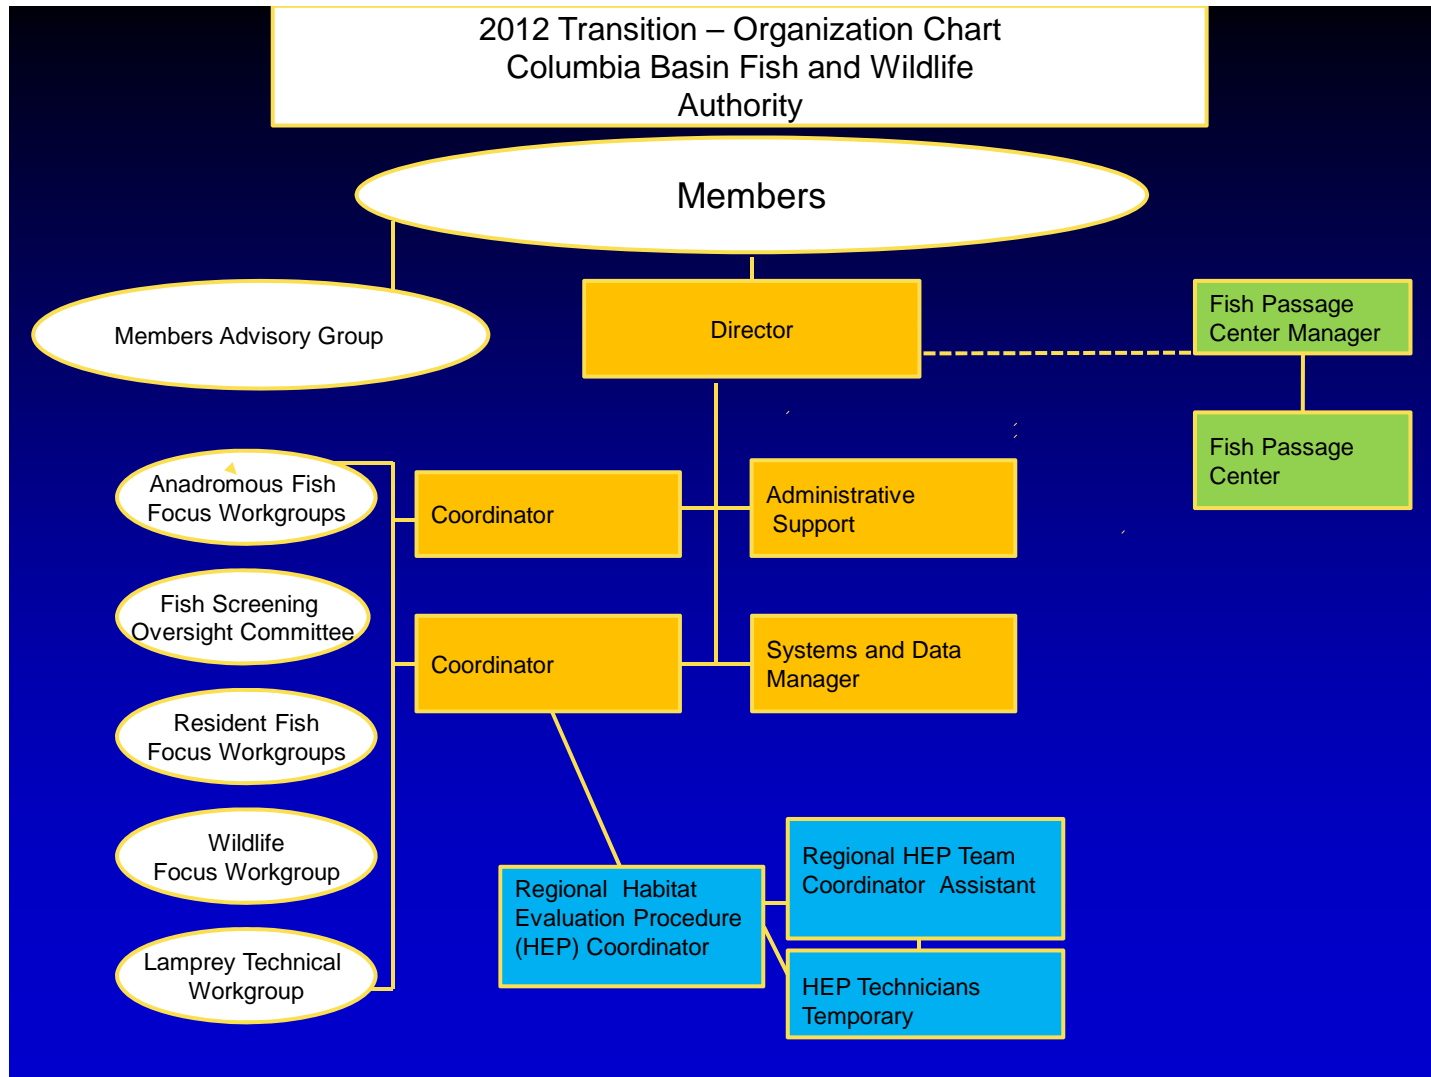 2012 Transition – Organization Chart
Columbia Basin Fish and Wildlife
Authority
Members
Members Advisory Group
Director
Fish Passage
Center Manager
Fish Passage
Center
Anadromous Fish
Focus Workgroups
Coordinator
Administrative
Support
Fish Screening
Oversight Committee
Coordinator
Systems and Data
Manager
Resident Fish
Focus Workgroups
Wildlife
Focus Workgroup
Lamprey Technical
Workgroup
Regional Habitat
Evaluation Procedure
(HEP) Coordinator
Regional HEP Team
Coordinator Assistant
HEP Technicians
Temporary